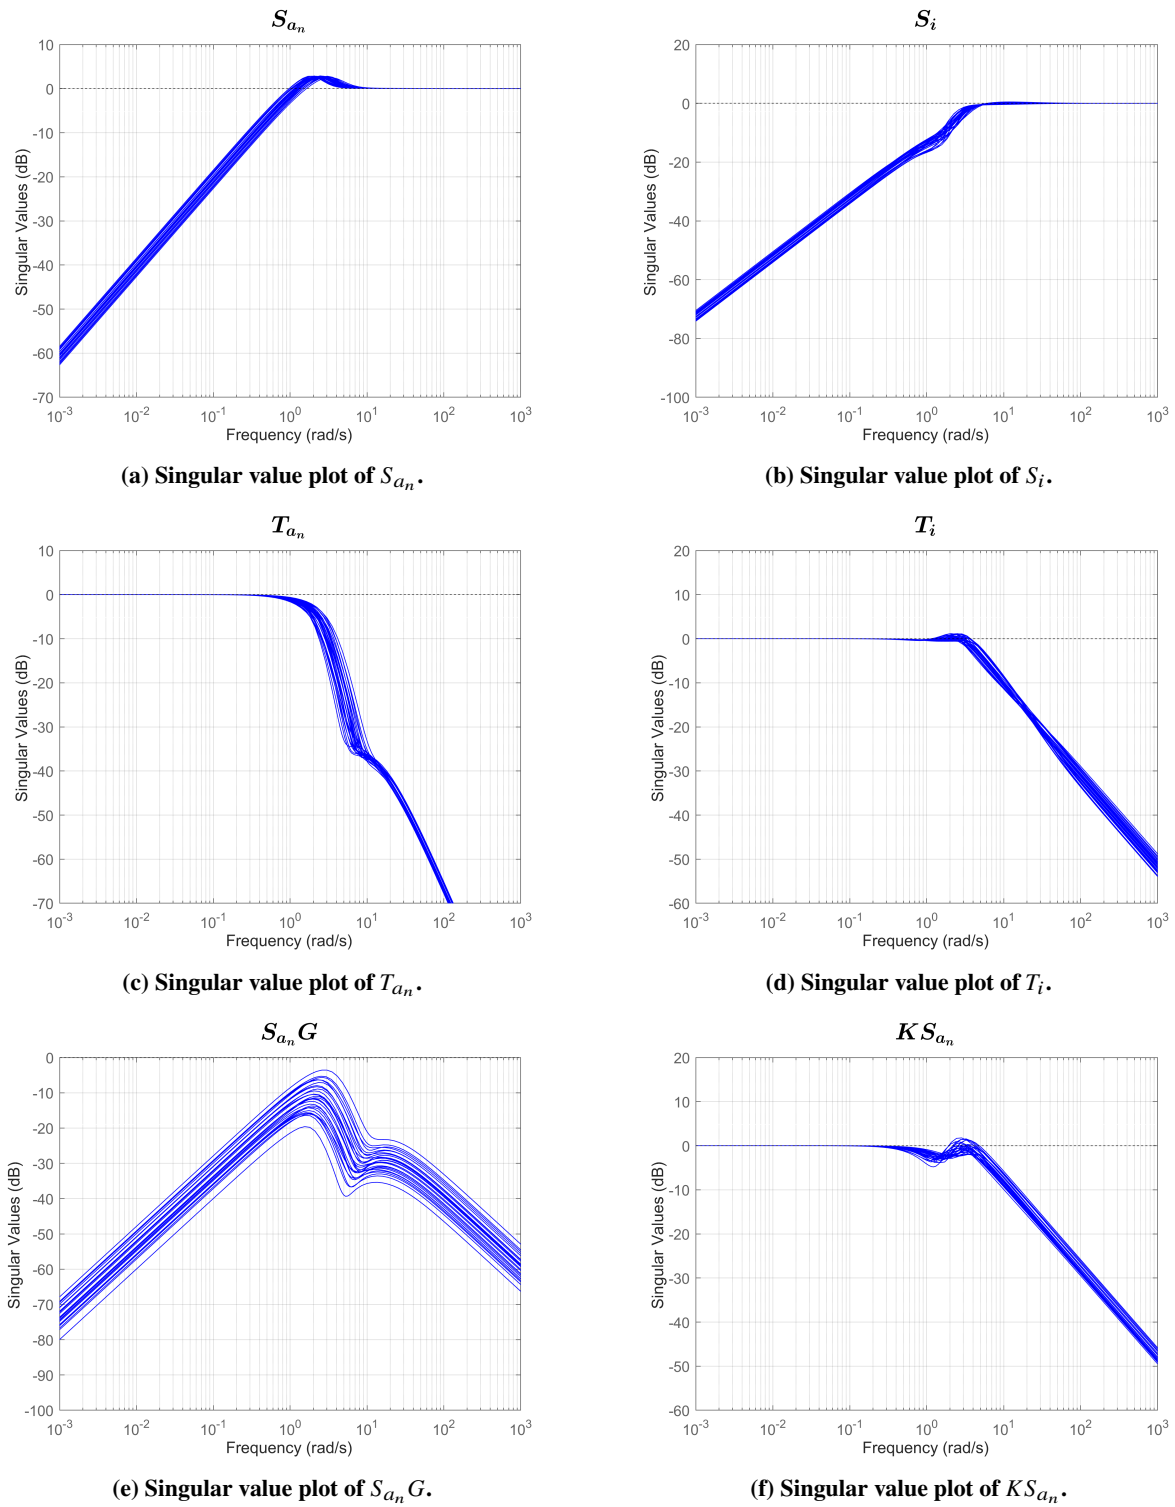 S_{a_n}
10
0
-10
-20
-30
-40
-50
-60
-70
Singular Values (dB)
10^{-3} 10^{-2} 10^{-1} 10^0 10^1 10^2 10^3
Frequency (rad/s)
(a) Singular value plot of S_{a_n}.
S_i
20
0
-20
-40
-60
-80
-100
Singular Values (dB)
10^{-3} 10^{-2} 10^{-1} 10^0 10^1 10^2 10^3
Frequency (rad/s)
(b) Singular value plot of S_i.
T_{a_n}
10
0
-10
-20
-30
-40
-50
-60
-70
Singular Values (dB)
10^{-3} 10^{-2} 10^{-1} 10^0 10^1 10^2 10^3
Frequency (rad/s)
(c) Singular value plot of T_{a_n}.
T_i
20
10
0
-10
-20
-30
-40
-50
-60
Singular Values (dB)
10^{-3} 10^{-2} 10^{-1} 10^0 10^1 10^2 10^3
Frequency (rad/s)
(d) Singular value plot of T_i.
S_{a_n}G
0
-10
-20
-30
-40
-50
-60
-70
-80
-90
-100
Singular Values (dB)
10^{-3} 10^{-2} 10^{-1} 10^0 10^1 10^2 10^3
Frequency (rad/s)
(e) Singular value plot of S_{a_n}G.
KS_{a_n}
20
10
0
-10
-20
-30
-40
-50
-60
Singular Values (dB)
10^{-3} 10^{-2} 10^{-1} 10^0 10^1 10^2 10^3
Frequency (rad/s)
(f) Singular value plot of KS_{a_n}.